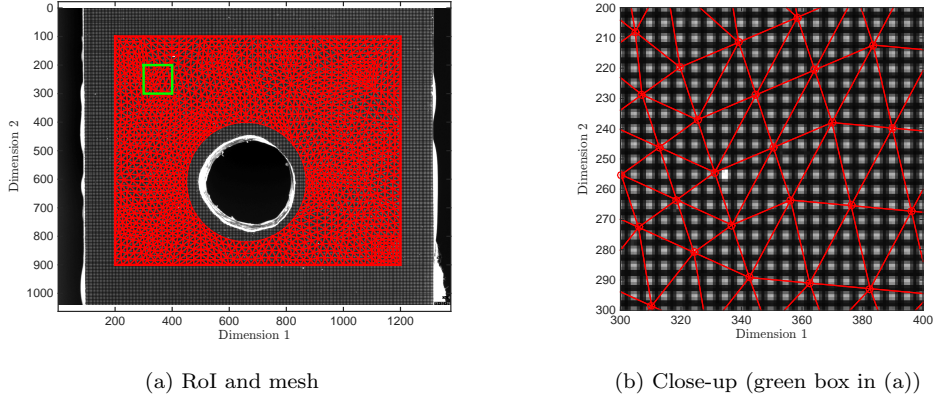 0
100
200
300
400
500
600
700
800
900
1000
Dimension 2
200 400 600 800 1000 1200
Dimension 1
(a) RoI and mesh
200
210
220
230
240
250
260
270
280
290
300
Dimension 2
300 320 340 360 380 400
Dimension 1
(b) Close-up (green box in (a))